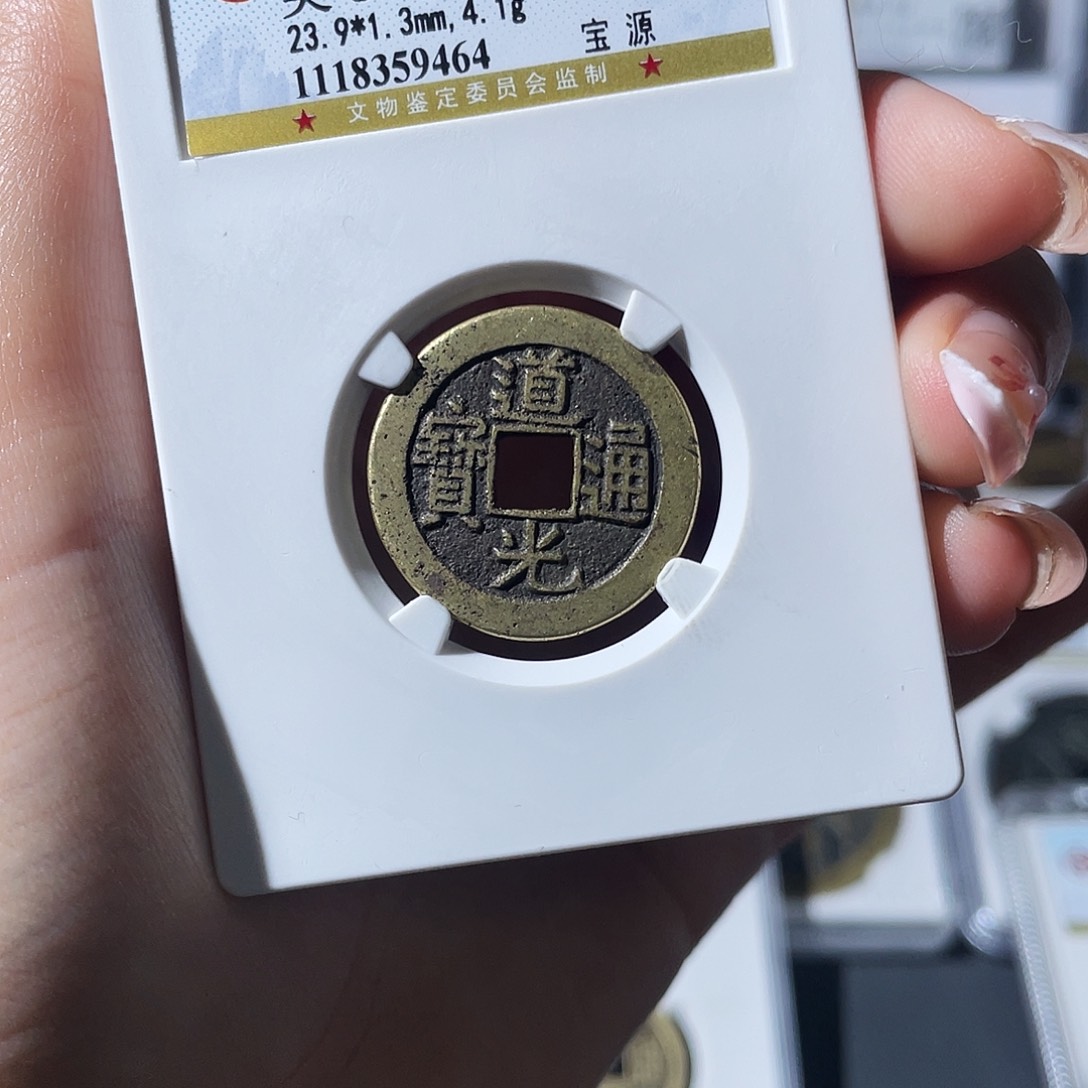 23.9*1.3mm,4.1g
1118359464 宝源
★ 文物鉴定委员会监制 ★
道光通寶